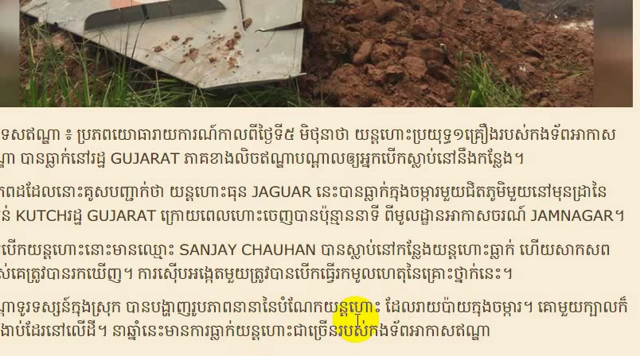 ទេសឥណ្ឌា ៖ ប្រភពយោធារាយការណ៍កាលពីថ្ងៃទី៥ មិថុនាថា យន្តហោះប្រយុទ្ធ១គ្រឿងរបស់កងទ័ពអាកាស
ណ្ឌា បានធ្លាក់នៅរដ្ឋ GUJARAT ភាគខាងលិចឥណ្ឌាបណ្តាលឲ្យអ្នកបើកស្លាប់នៅនឹងកន្លែង។
ភពដដែលនោះគូសបញ្ជាក់ថា យន្តហោះធុន JAGUAR នេះបានធ្លាក់ក្នុងចម្ការមួយជិតភូមិមួយនៅមុនដ្រានៃ
ន់ KUTCHរដ្ឋ GUJARAT ក្រោយពេលហោះចេញបានប៉ុន្មាននាទី ពីមូលដ្ឋានអាកាសចរណ៍ JAMNAGAR។
បើកយន្តហោះនោះមានឈ្មោះ SANJAY CHAUHAN បានស្លាប់នៅកន្លែងយន្តហោះធ្លាក់ ហើយសាកសព
ស់គេត្រូវបានរកឃើញ។ ការស៊ើបអង្កេតមួយត្រូវបានបើកធ្វើរកមូលហេតុនៃគ្រោះថ្នាក់នេះ។
ណ្តាទូរទស្សន៍ក្នុងស្រុក បានបង្ហាញរូបភាពនានានៃបំណែកយន្តហោះ ដែលរាយប៉ាយក្នុងចម្ការ។ គោមួយក្បាលក៏
ងាប់ដែរនៅលើដី។ នាឆ្នាំនេះមានការធ្លាក់យន្តហោះជាច្រើនរបស់កងទ័ពអាកាសឥណ្ឌា